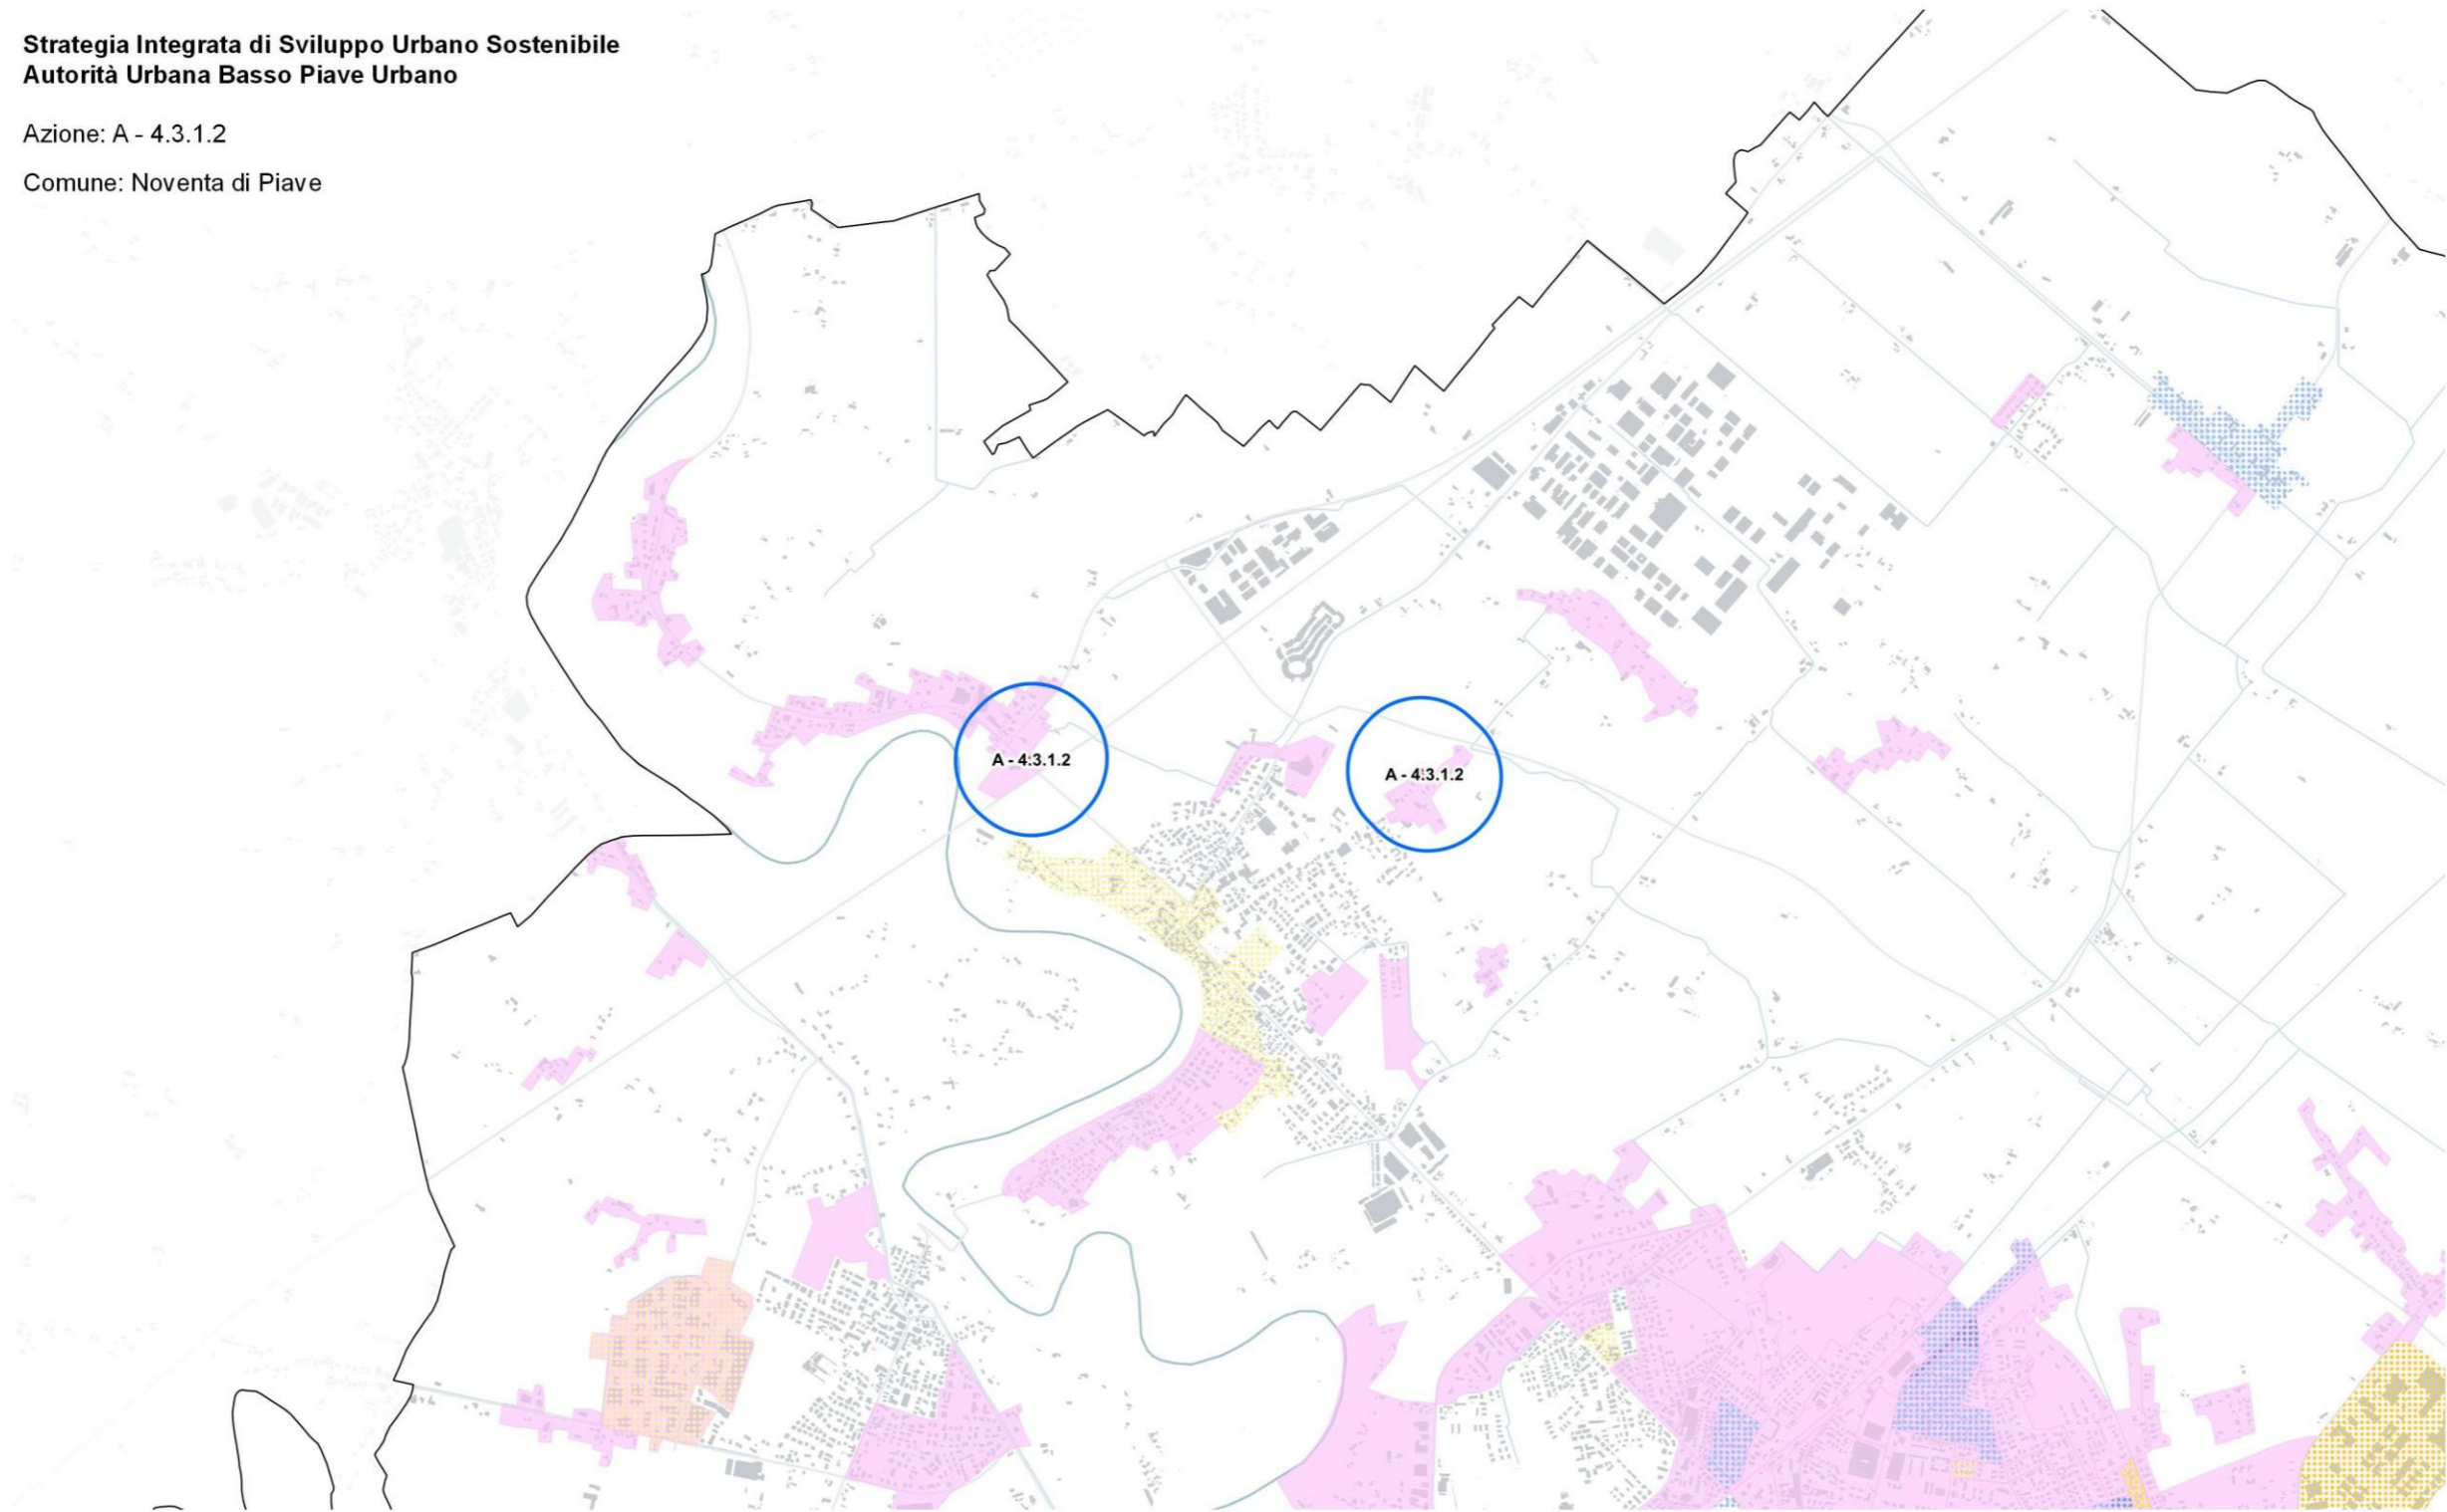 Strategia Integrata di Sviluppo Urbano Sostenibile
Autorità Urbana Basso Piave Urbano
Azione: A - 4.3.1.2
Comune: Noventa di Piave
A - 4.3.1.2
A - 4.3.1.2